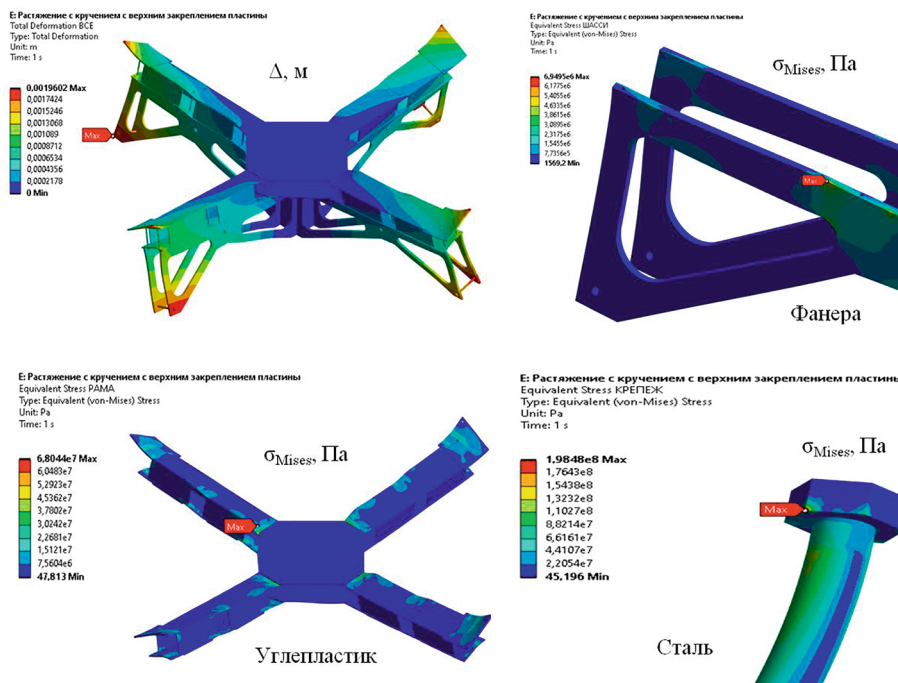 E: Растяжение с кручением с верхним закреплением пластины
Total Deformation ВСЕ
Type: Total Deformation
Unit: m
Time: 1 s
Δ, м
0,0019602 Max
0,0017424
0,0015246
0,0013068
0,001089
0,0008712
0,0006534
0,0004356
0,0002178
0 Min
Max
E: Растяжение с кручением с верхним закреплением пластины
Equivalent Stress ШАССИ
Type: Equivalent (von-Mises) Stress
Unit: Pa
Time: 1 s
σMises, Па
6,9495e6 Max
6,1775e6
5,4055e6
4,6335e6
3,8615e6
3,0895e6
2,3175e6
1,5455e6
7,7356e5
1569,2 Min
Max
Фанера
E: Растяжение с кручением с верхним закреплением пластины
Equivalent Stress РАМА
Type: Equivalent (von-Mises) Stress
Unit: Pa
Time: 1 s
σMises, Па
6,8044e7 Max
6,0483e7
5,2923e7
4,5362e7
3,7802e7
3,0242e7
2,2681e7
1,5121e7
7,5604e6
47,813 Min
Max
Углепластик
E: Растяжение с кручением с верхним закреплением пластины
Equivalent Stress КРЕПЕЖ
Type: Equivalent (von-Mises) Stress
Unit: Pa
Time: 1 s
σMises, Па
1,9848e8 Max
1,7643e8
1,5438e8
1,3232e8
1,1027e8
8,8214e7
6,6161e7
4,4107e7
2,2054e7
45,196 Min
Max
Сталь